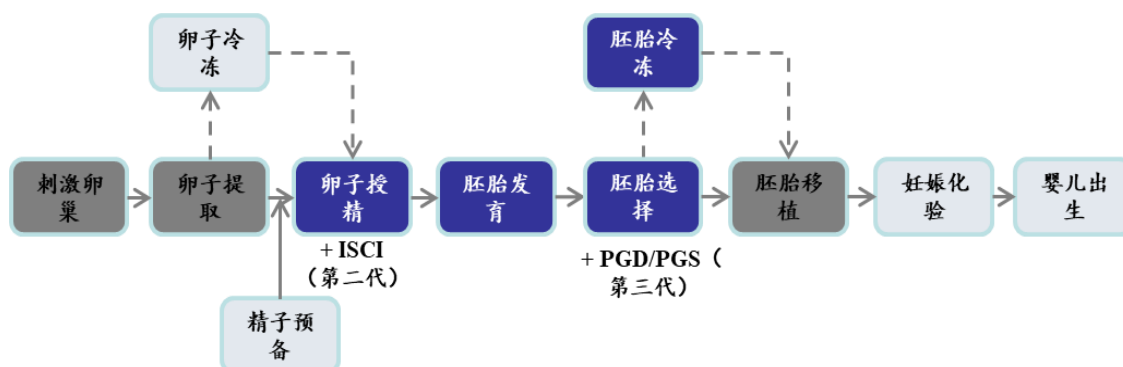 卵子冷
冻
胚胎冷
冻
刺激卵
巢
卵子提
取
卵子授
精
胚胎发
育
胚胎选
择
胚胎移
植
妊娠化
验
婴儿出
生
+ ISCI
（第二代）
+ PGD/PGS（
第三代）
精子预
备